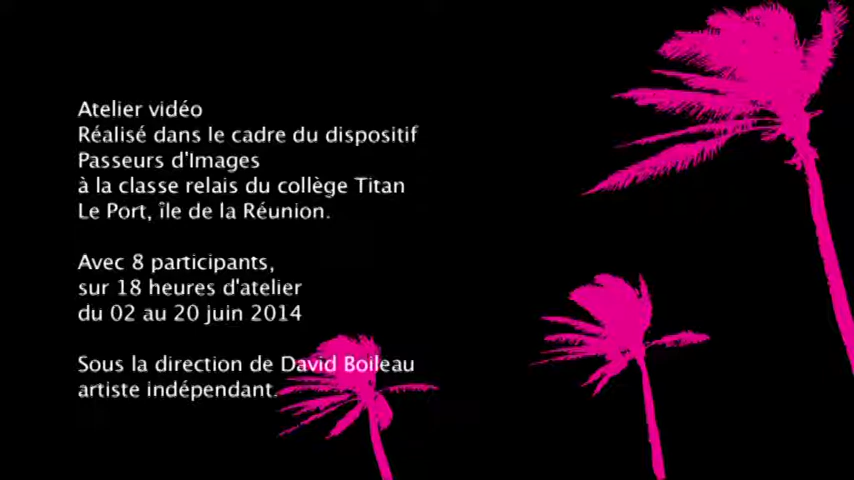 Atelier vidéo
Réalisé dans le cadre du dispositif
Passeurs d'Images
à la classe relais du collège Titan
Le Port, île de la Réunion.
Avec 8 participants,
sur 18 heures d'atelier
du 02 au 20 juin 2014
Sous la direction de David Boileau
artiste indépendant.